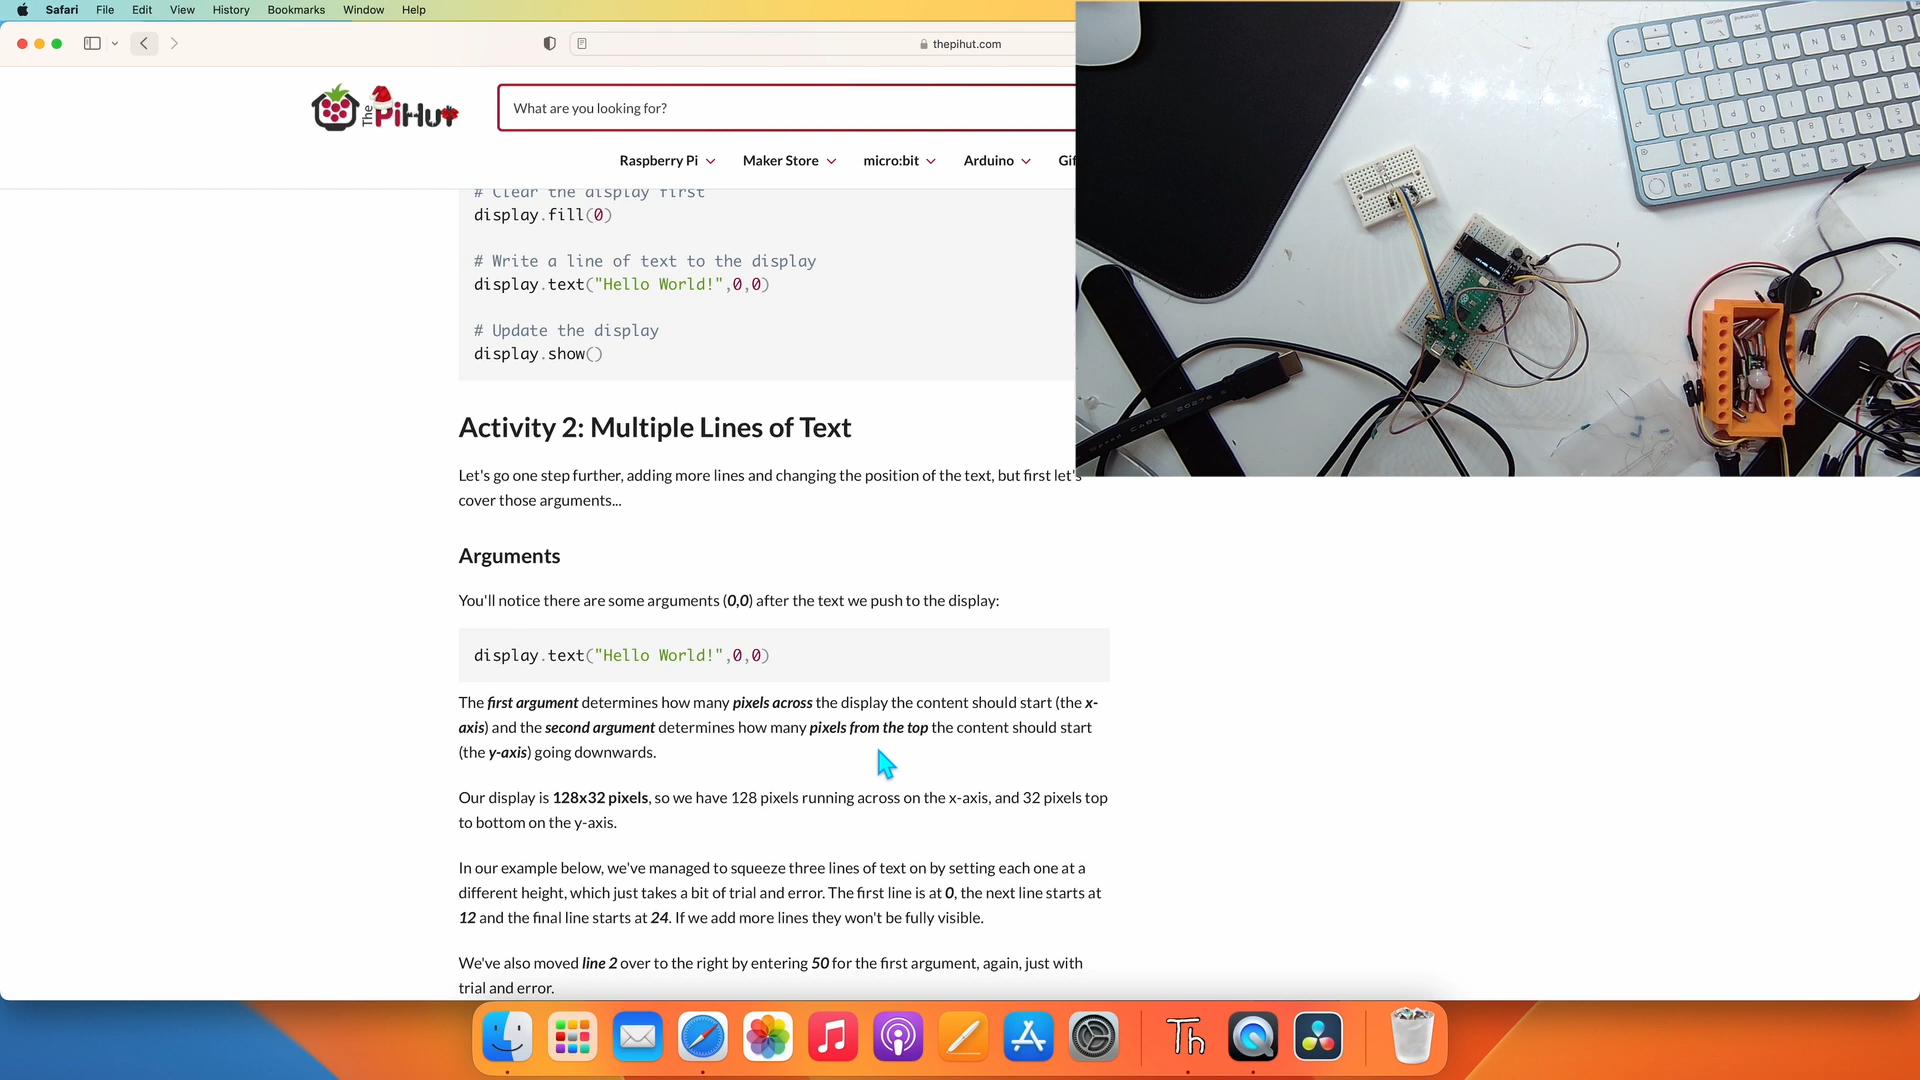 Safari File Edit View History Bookmarks Window Help
thepihut.com
The PiHut
What are you looking for?
Raspberry Pi Maker Store micro:bit Arduino Gif
# Clear the display first
display.fill(0)
# Write a line of text to the display
display.text("Hello World!",0,0)
# Update the display
display.show()
Activity 2: Multiple Lines of Text
Let's go one step further, adding more lines and changing the position of the text, but first let's
cover those arguments...
Arguments
You'll notice there are some arguments (0,0) after the text we push to the display:
display.text("Hello World!",0,0)
The first argument determines how many pixels across the display the content should start (the x-
axis) and the second argument determines how many pixels from the top the content should start
(the y-axis) going downwards.
Our display is 128x32 pixels, so we have 128 pixels running across on the x-axis, and 32 pixels top
to bottom on the y-axis.
In our example below, we've managed to squeeze three lines of text on by setting each one at a
different height, which just takes a bit of trial and error. The first line is at 0, the next line starts at
12 and the final line starts at 24. If we add more lines they won't be fully visible.
We've also moved line 2 over to the right by entering 50 for the first argument, again, just with
trial and error.
Th